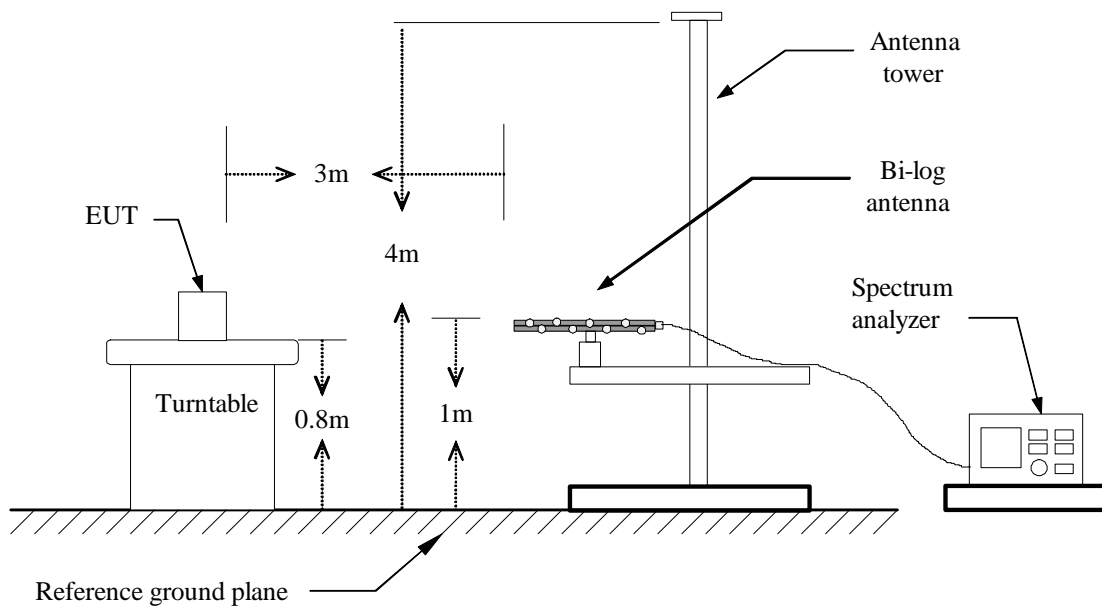 Antenna
tower
3m
Bi-log
antenna
EUT
4m
Spectrum
analyzer
Turntable
0.8m
1m
Reference ground plane